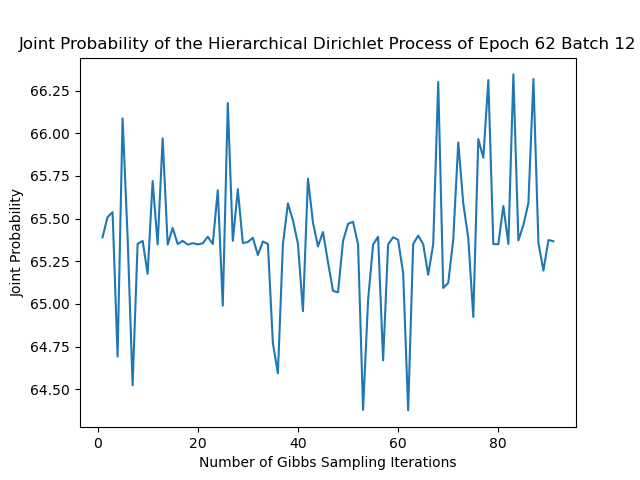 Joint Probability of the Hierarchical Dirichlet Process of Epoch 62 Batch 12
66.25
66.00
65.75
65.50
65.25
65.00
64.75
64.50
Joint Probability
0 20 40 60 80
Number of Gibbs Sampling Iterations